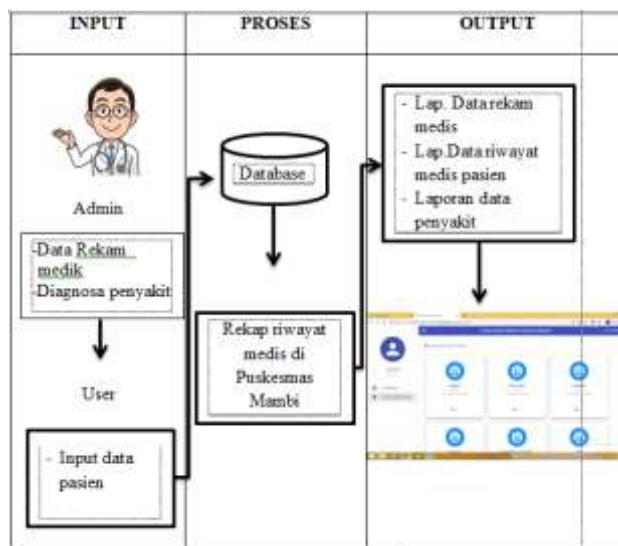 INPUT
PROSES
OUTPUT
Admin
-Data Rekam
medik
-Diagnosa penyakit
User
- Input data
pasien
Database
Rekap riwayat
medis di
Puskesmas
Mambi
- Lap. Data rekam
medis
- Lap.Data riwayat
medis pasien
- Laporan data
penyakit